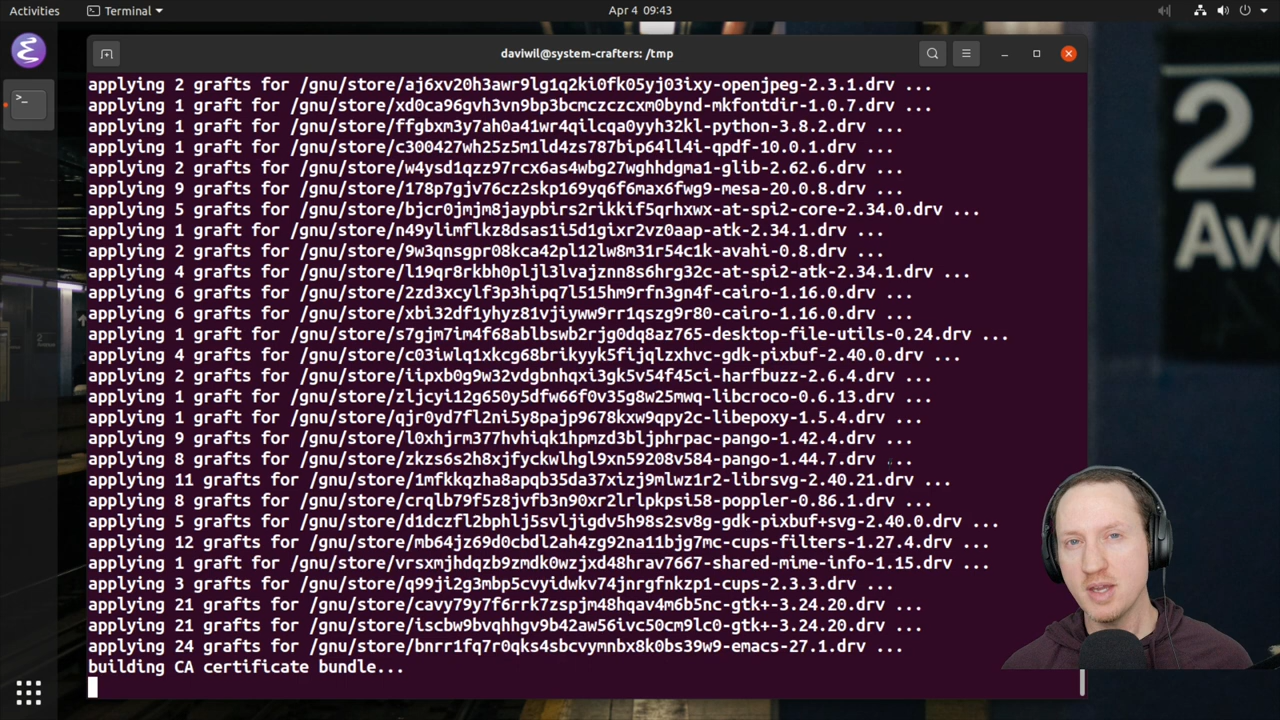 Activities
Terminal
Apr 4 09:43
daviwil@system-crafters: /tmp
applying 2 grafts for /gnu/store/aj6xv20h3awr9lg1q2ki0fk05yj03ixy-openjpeg-2.3.1.drv ...
applying 1 graft for /gnu/store/xd0ca96gvh3vn9bp3bcmczczcxm0bynd-mkfontdir-1.0.7.drv ...
applying 1 graft for /gnu/store/ffgbxm3y7ah0a41wr4qilcqa0yyh32kl-python-3.8.2.drv ...
applying 1 graft for /gnu/store/c300427wh25z5m1ld4zs787bip64ll4i-qpdf-10.0.1.drv ...
applying 2 grafts for /gnu/store/w4ysd1qzz97rcx6as4wbg27wghhdgma1-glib-2.62.6.drv ...
applying 9 grafts for /gnu/store/178p7gjv76cz2skp169yq6f6max6fwg9-mesa-20.0.8.drv ...
applying 5 grafts for /gnu/store/bjcr0jmjm8jaypbirs2rikkif5qrhxwx-at-spi2-core-2.34.0.drv ...
applying 1 graft for /gnu/store/n49ylimflkz8dsas1i5d1gixr2vz0aap-atk-2.34.1.drv ...
applying 2 grafts for /gnu/store/9w3qnsgpr08kca42pl12lw8m31r54c1k-avahi-0.8.drv ...
applying 4 grafts for /gnu/store/l19qr8rkbh0pljl3lvajznn8s6hrg32c-at-spi2-atk-2.34.1.drv ...
applying 6 grafts for /gnu/store/2zd3xcylf3p3hipq7l515hm9rfn3gn4f-cairo-1.16.0.drv ...
applying 6 grafts for /gnu/store/xbi32df1yhyz81vjiyww9rr1qszg9r80-cairo-1.16.0.drv ...
applying 1 graft for /gnu/store/s7gjm7im4f68ablbswb2rjg0dq8az765-desktop-file-utils-0.24.drv ...
applying 4 grafts for /gnu/store/c03iwlq1xkcg68brikyyk5fijqlzxhvc-gdk-pixbuf-2.40.0.drv ...
applying 2 grafts for /gnu/store/iipxb0g9w32vdgbnhqxi3gk5v54f45ci-harfbuzz-2.6.4.drv ...
applying 1 graft for /gnu/store/zljcyi12g650y5dfw66f0v35g8w25mwq-libcroco-0.6.13.drv ...
applying 1 graft for /gnu/store/qjr0yd7fl2ni5y8pajp9678kxw9qpy2c-libepoxy-1.5.4.drv ...
applying 9 grafts for /gnu/store/l0xhjrm377hvhiqk1hpmzd3bljphrpac-pango-1.42.4.drv ...
applying 8 grafts for /gnu/store/zkzs6s2h8xjfyckwlhgl9xn59208v584-pango-1.44.7.drv ...
applying 11 grafts for /gnu/store/1mfkkqzha8apqb35da37xizj9mlwz1r2-librsvg-2.40.21.drv ...
applying 8 grafts for /gnu/store/crqlb79f5z8jvfb3n90xr2lrlpkpsi58-poppler-0.86.1.drv ...
applying 5 grafts for /gnu/store/d1dczfl2bphlj5svljigdv5h98s2sv8g-gdk-pixbuf+svg-2.40.0.drv ...
applying 12 grafts for /gnu/store/mb64jz69d0cbdl2ah4zg92na11bjg7mc-cups-filters-1.27.4.drv ...
applying 1 graft for /gnu/store/vrsxmjhdqzb9zmdk0wzjxd48hrav7667-shared-mime-info-1.15.drv ...
applying 3 grafts for /gnu/store/q99ji2g3mbp5cvyidwkv74jnrgfnkzp1-cups-2.3.3.drv ...
applying 21 grafts for /gnu/store/cavy79y7f6rrk7zspjm48hqav4m6b5nc-gtk+-3.24.20.drv ...
applying 21 grafts for /gnu/store/iscbw9bvqhhgv9b42aw56ivc50cm9lc0-gtk+-3.24.20.drv ...
applying 24 grafts for /gnu/store/bnrr1fq7r0qks4sbcvymnbx8k0bs39w9-emacs-27.1.drv ...
building CA certificate bundle...
2
Ave